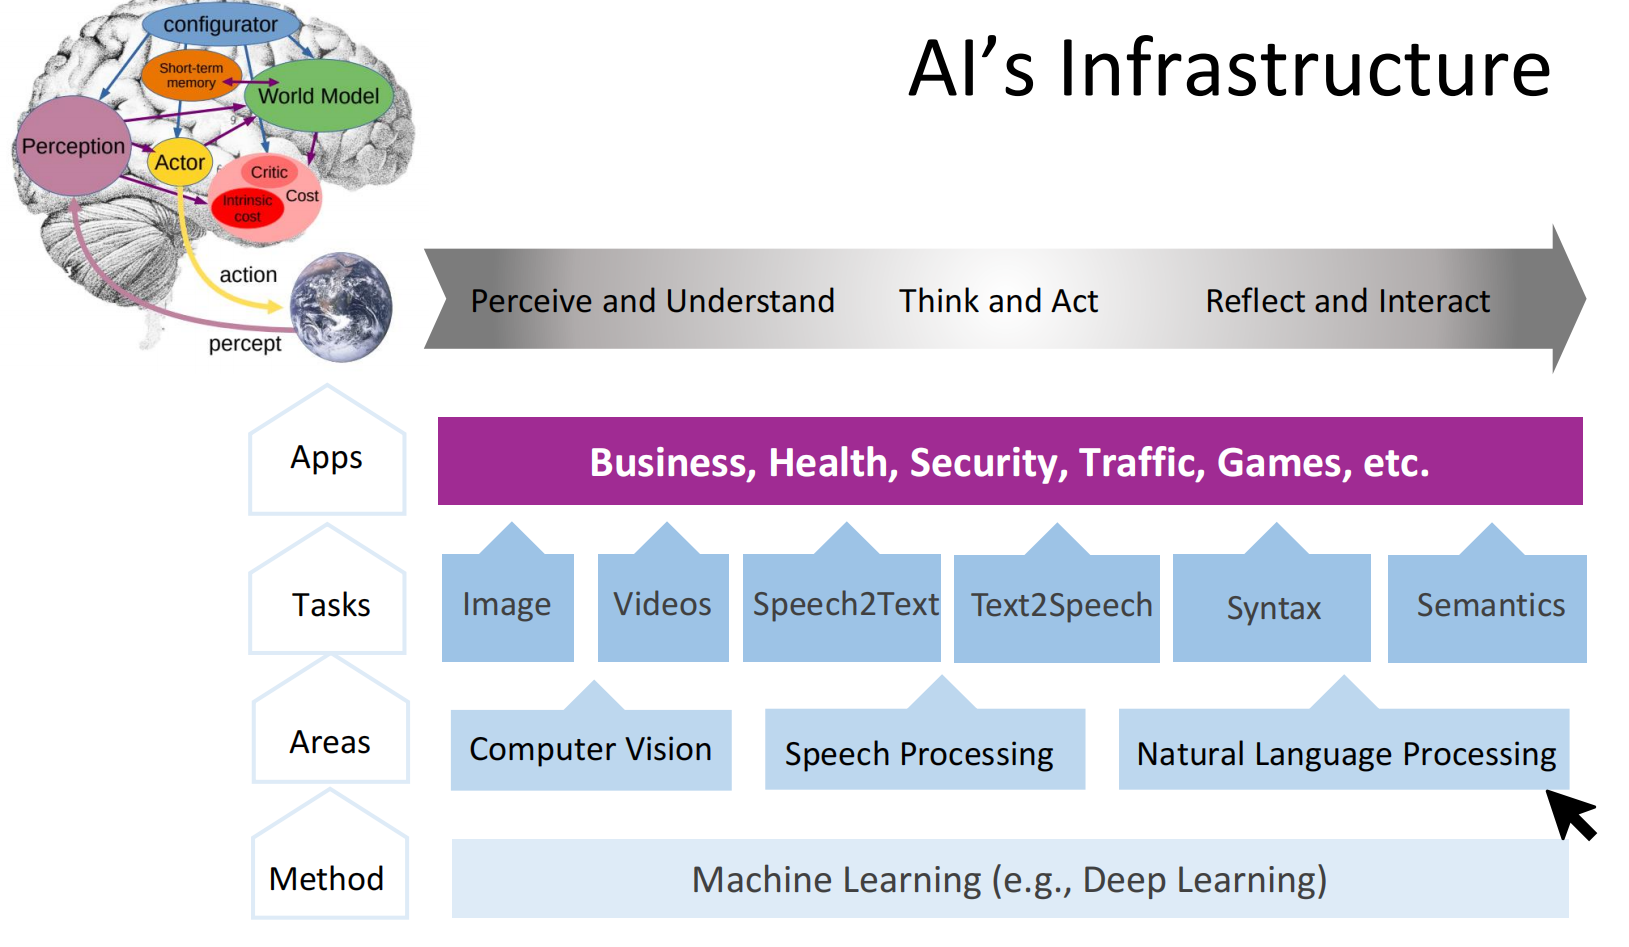 AI’s Infrastructure
configurator
Short-term
memory
World Model
Perception
Actor
Critic
Intrinsic
cost
Cost
action
percept
Perceive and Understand
Think and Act
Reflect and Interact
Apps
Business, Health, Security, Traffic, Games, etc.
Tasks
Image
Videos
Speech2Text
Text2Speech
Syntax
Semantics
Areas
Computer Vision
Speech Processing
Natural Language Processing
Method
Machine Learning (e.g., Deep Learning)